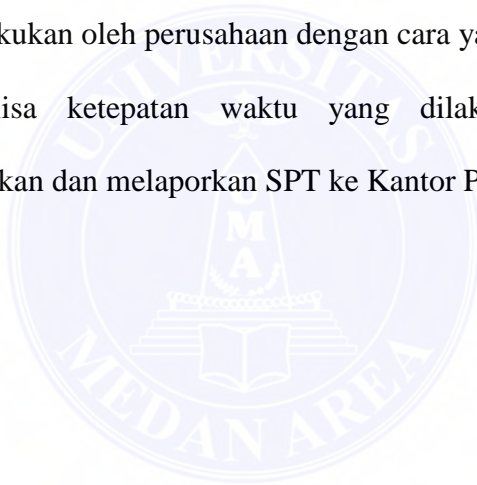 kukan oleh perusahaan dengan cara ya
isa ketepatan waktu yang dilak
kan dan melaporkan SPT ke Kantor P
UNIVERSITAS
UMA
MEDAN AREA